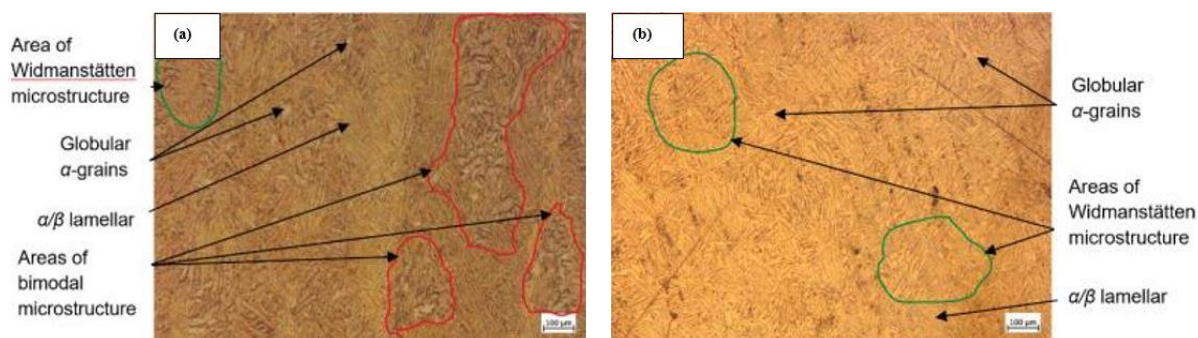 (a)
Area of
Widmanstätten
microstructure
Globular
α-grains
α/β lamellar
Areas of
bimodal
microstructure
100 µm
(b)
Globular
α-grains
Areas of
Widmanstätten
microstructure
α/β lamellar
100 µm